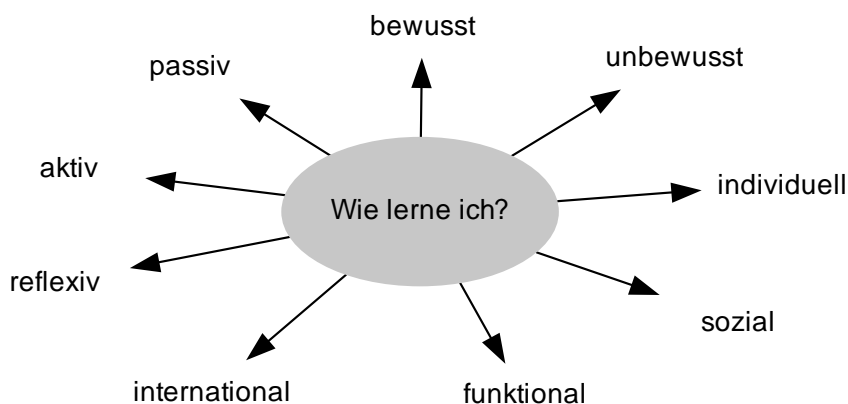 bewusst
passiv
unbewusst
aktiv
individuell
Wie lerne ich?
reflexiv
sozial
international
funktional